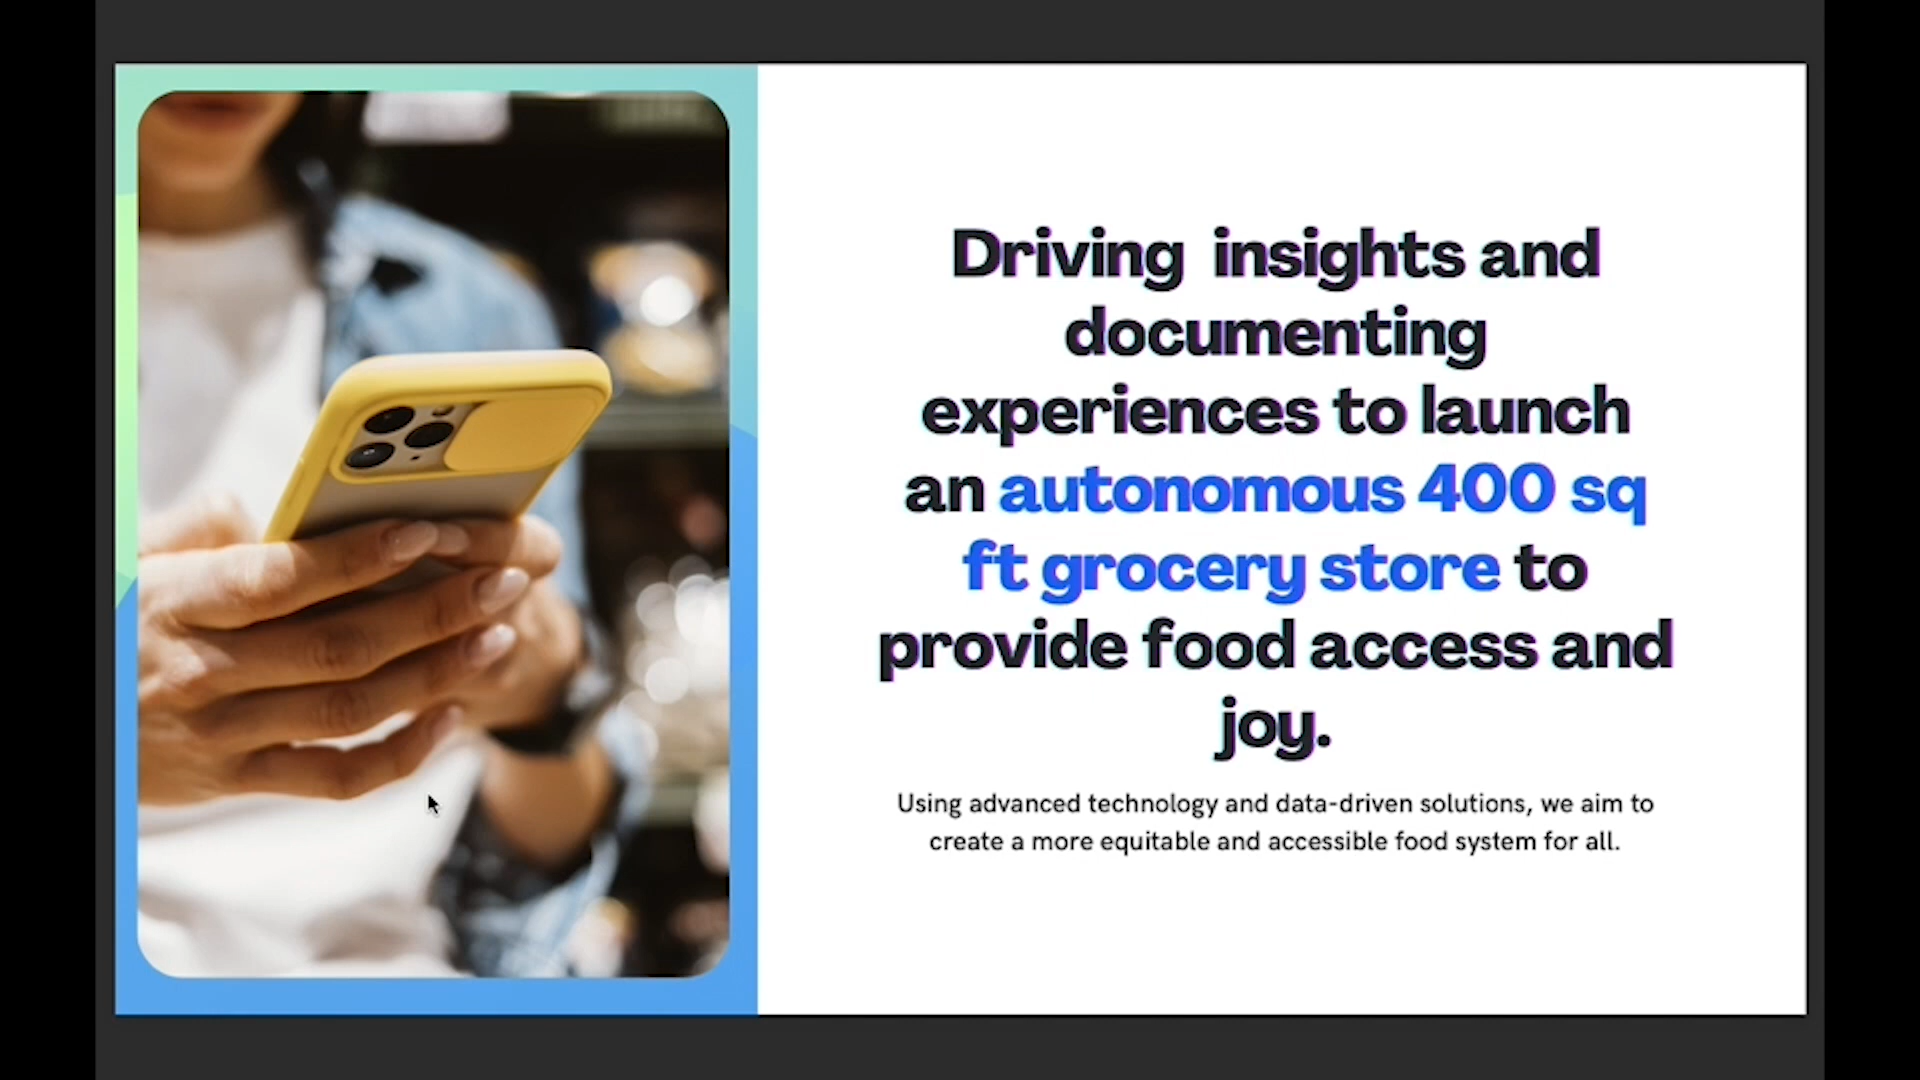 Driving  insights and
documenting
experiences to launch
an autonomous 400 sq
ft grocery store to
provide food access and
joy.
Using advanced technology and data-driven solutions, we aim to
create a more equitable and accessible food system for all.